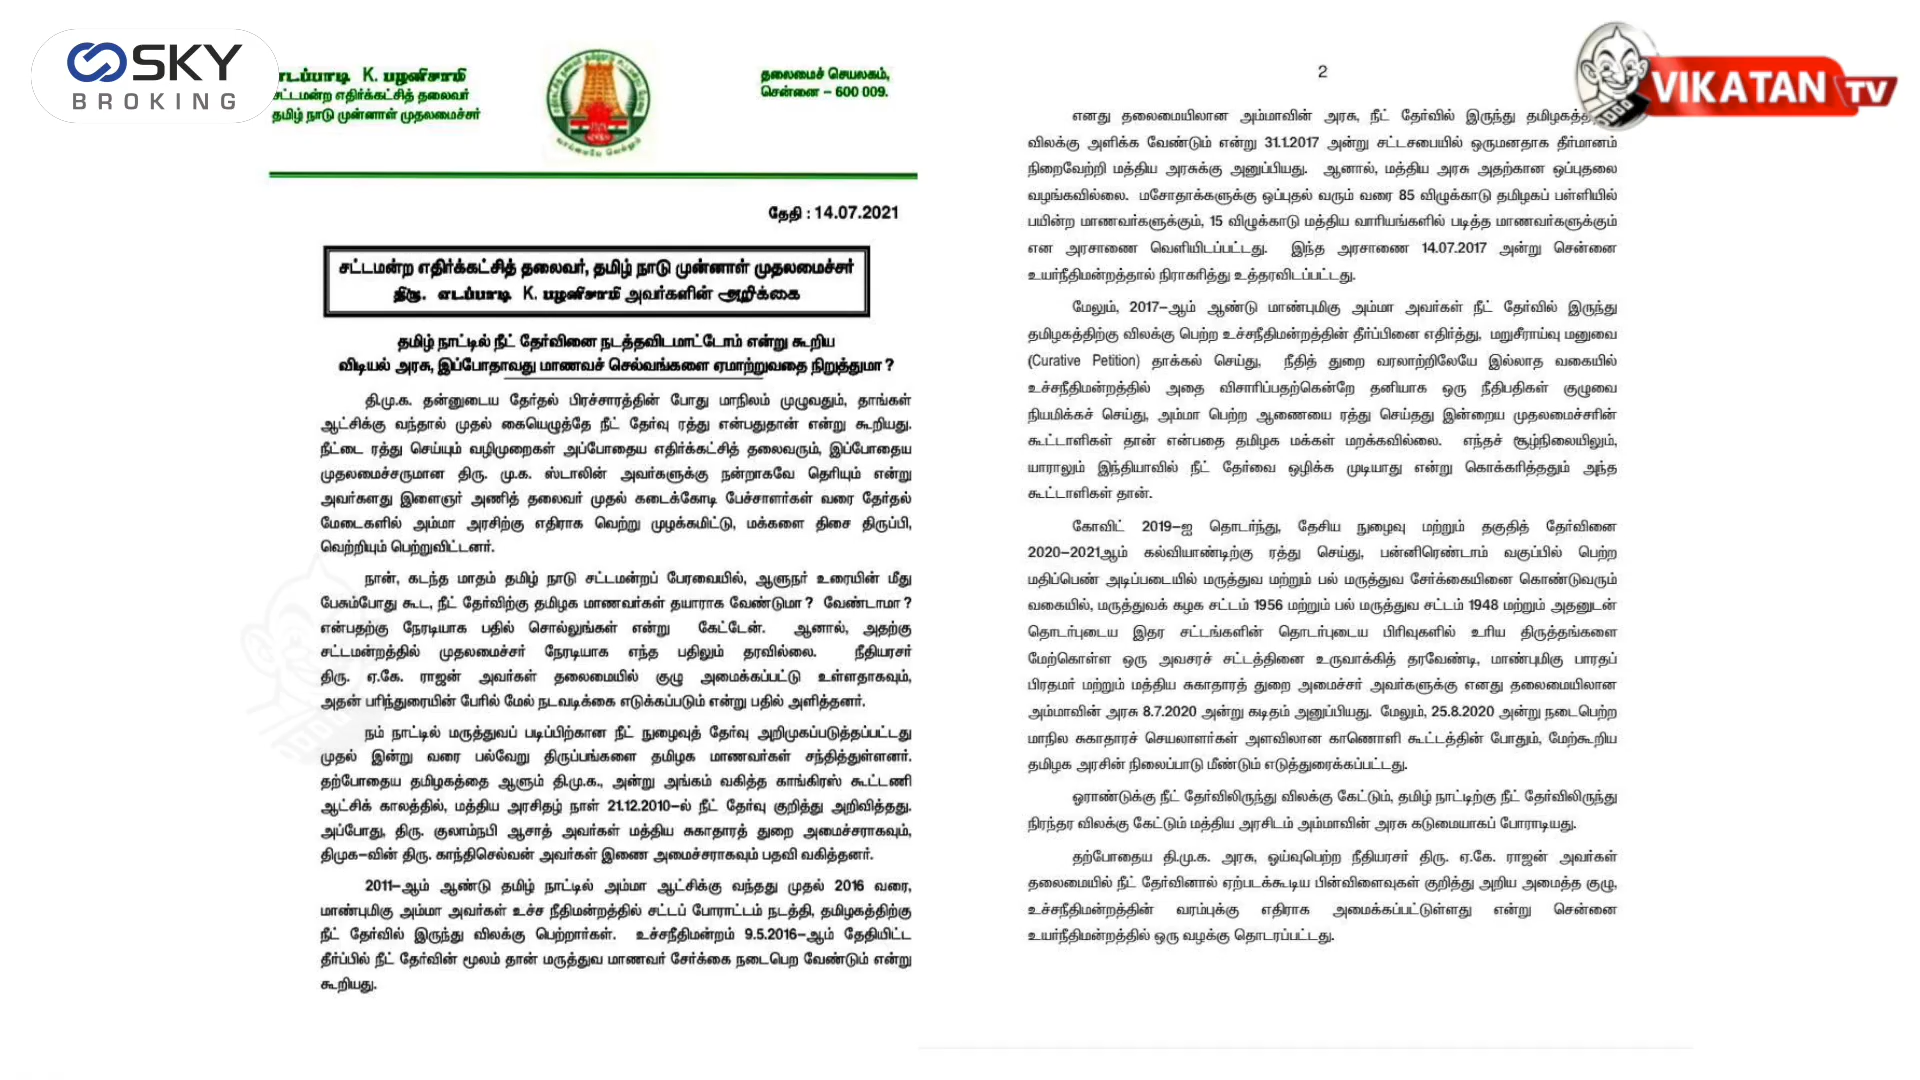 SKY
BROKING
எடப்பாடி K. பழனிசாமி
சட்டமன்ற எதிர்க்கட்சித் தலைவர்
தமிழ் நாடு முன்னாள் முதலமைச்சர்
தலைமைச் செயலகம்,
சென்னை – 600 009.
தேதி : 14.07.2021
சட்டமன்ற எதிர்க்கட்சித் தலைவர், தமிழ் நாடு முன்னாள் முதலமைச்சர்
திரு. எடப்பாடி K. பழனிசாமி அவர்களின் அறிக்கை
தமிழ் நாட்டில் நீட் தேர்வினை நடத்தவிடமாட்டோம் என்று கூறிய
விடியல் அரசு, இப்போதாவது மாணவச் செல்வங்களை ஏமாற்றுவதை நிறுத்துமா ?
தி.மு.க. தன்னுடைய தேர்தல் பிரச்சாரத்தின் போது மாநிலம் முழுவதும், தாங்கள்
ஆட்சிக்கு வந்தால் முதல் கையெழுத்தே நீட் தேர்வு ரத்து என்பதுதான் என்று கூறியது.
நீட்டை ரத்து செய்யும் வழிமுறைகள் அப்போதைய எதிர்க்கட்சித் தலைவரும், இப்போதைய
முதலமைச்சருமான திரு. மு.க. ஸ்டாலின் அவர்களுக்கு நன்றாகவே தெரியும் என்று
அவர்களது இளைஞர் அணித் தலைவர் முதல் கடைக்கோடி பேச்சாளர்கள் வரை தேர்தல்
மேடைகளில் அம்மா அரசிற்கு எதிராக வெற்று முழக்கமிட்டு, மக்களை திசை திருப்பி,
வெற்றியும் பெற்றுவிட்டனர்.
நான், கடந்த மாதம் தமிழ் நாடு சட்டமன்றப் பேரவையில், ஆளுநர் உரையின் மீது
பேசும்போது கூட, நீட் தேர்விற்கு தமிழக மாணவர்கள் தயாராக வேண்டுமா ? வேண்டாமா ?
என்பதற்கு நேரடியாக பதில் சொல்லுங்கள் என்று கேட்டேன். ஆனால், அதற்கு
சட்டமன்றத்தில் முதலமைச்சர் நேரடியாக எந்த பதிலும் தரவில்லை. நீதியரசர்
திரு. ஏ.கே. ராஜன் அவர்கள் தலைமையில் குழு அமைக்கப்பட்டு உள்ளதாகவும்,
அதன் பரிந்துரையின் பேரில் மேல் நடவடிக்கை எடுக்கப்படும் என்று பதில் அளித்தனர்.
நம் நாட்டில் மருத்துவப் படிப்பிற்கான நீட் நுழைவுத் தேர்வு அறிமுகப்படுத்தப்பட்டது
முதல் இன்று வரை பல்வேறு திருப்பங்களை தமிழக மாணவர்கள் சந்தித்துள்ளனர்.
தற்போதைய தமிழகத்தை ஆளும் தி.மு.க., அன்று அங்கம் வகித்த காங்கிரஸ் கூட்டணி
ஆட்சிக் காலத்தில், மத்திய அரசிதழ் நாள் 21.12.2010–ல் நீட் தேர்வு குறித்து அறிவித்தது.
அப்போது, திரு. குலாம்நபி ஆசாத் அவர்கள் மத்திய சுகாதாரத் துறை அமைச்சராகவும்,
திமுக–வின் திரு. காந்திசெல்வன் அவர்கள் இணை அமைச்சராகவும் பதவி வகித்தனர்.
2011–ஆம் ஆண்டு தமிழ் நாட்டில் அம்மா ஆட்சிக்கு வந்தது முதல் 2016 வரை,
மாண்புமிகு அம்மா அவர்கள் உச்ச நீதிமன்றத்தில் சட்டப் போராட்டம் நடத்தி, தமிழகத்திற்கு
நீட் தேர்வில் இருந்து விலக்கு பெற்றார்கள். உச்சநீதிமன்றம் 9.5.2016–ஆம் தேதியிட்ட
தீர்ப்பில் நீட் தேர்வின் மூலம் தான் மருத்துவ மாணவர் சேர்க்கை நடைபெற வேண்டும் என்று
கூறியது.
2
VIKATAN TV
எனது தலைமையிலான அம்மாவின் அரசு, நீட் தேர்வில் இருந்து
விலக்கு அளிக்க வேண்டும் என்று 31.1.2017 அன்று சட்டசபையில் ஒருமனதாக தீர்மானம்
நிறைவேற்றி மத்திய அரசுக்கு அனுப்பியது. ஆனால், மத்திய அரசு அதற்கான ஒப்புதலை
வழங்கவில்லை. மசோதாக்களுக்கு ஒப்புதல் வரும் வரை 85 விழுக்காடு தமிழகப் பள்ளியில்
பயின்ற மாணவர்களுக்கும், 15 விழுக்காடு மத்திய வாரியங்களில் படித்த மாணவர்களுக்கும்
என அரசாணை வெளியிடப்பட்டது. இந்த அரசாணை 14.07.2017 அன்று சென்னை
உயர்நீதிமன்றத்தால் நிராகரித்து உத்தரவிடப்பட்டது.
மேலும், 2017–ஆம் ஆண்டு மாண்புமிகு அம்மா அவர்கள் நீட் தேர்வில் இருந்து
தமிழகத்திற்கு விலக்கு பெற்ற உச்சநீதிமன்றத்தின் தீர்ப்பினை எதிர்த்து, மறுசீராய்வு மனுவை
(Curative Petition) தாக்கல் செய்து, நீதித் துறை வரலாற்றிலேயே இல்லாத வகையில்
உச்சநீதிமன்றத்தில் அதை விசாரிப்பதற்கென்றே தனியாக ஒரு நீதிபதிகள் குழுவை
நியமிக்கச் செய்து, அம்மா பெற்ற ஆணையை ரத்து செய்தது இன்றைய முதலமைச்சரின்
கூட்டாளிகள் தான் என்பதை தமிழக மக்கள் மறக்கவில்லை. எந்தச் சூழ்நிலையிலும்,
யாராலும் இந்தியாவில் நீட் தேர்வை ஒழிக்க முடியாது என்று கொக்கரித்ததும் அந்த
கூட்டாளிகள் தான்.
கோவிட் 2019–ஐ தொடர்ந்து, தேசிய நுழைவு மற்றும் தகுதித் தேர்வினை
2020–2021ஆம் கல்வியாண்டிற்கு ரத்து செய்து, பன்னிரெண்டாம் வகுப்பில் பெற்ற
மதிப்பெண் அடிப்படையில் மருத்துவ மற்றும் பல் மருத்துவ சேர்க்கையினை கொண்டுவரும்
வகையில், மருத்துவக் கழக சட்டம் 1956 மற்றும் பல் மருத்துவ சட்டம் 1948 மற்றும் அதனுடன்
தொடர்புடைய இதர சட்டங்களின் தொடர்புடைய பிரிவுகளில் உரிய திருத்தங்களை
மேற்கொள்ள ஒரு அவசரச் சட்டத்தினை உருவாக்கித் தரவேண்டி, மாண்புமிகு பாரதப்
பிரதமர் மற்றும் மத்திய சுகாதாரத் துறை அமைச்சர் அவர்களுக்கு எனது தலைமையிலான
அம்மாவின் அரசு 8.7.2020 அன்று கடிதம் அனுப்பியது. மேலும், 25.8.2020 அன்று நடைபெற்ற
மாநில சுகாதாரச் செயலாளர்கள் அளவிலான காணொளி கூட்டத்தின் போதும், மேற்கூறிய
தமிழக அரசின் நிலைப்பாடு மீண்டும் எடுத்துரைக்கப்பட்டது.
ஓராண்டுக்கு நீட் தேர்விலிருந்து விலக்கு கேட்டும், தமிழ் நாட்டிற்கு நீட் தேர்விலிருந்து
நிரந்தர விலக்கு கேட்டும் மத்திய அரசிடம் அம்மாவின் அரசு கடுமையாகப் போராடியது.
தற்போதைய தி.மு.க. அரசு, ஓய்வுபெற்ற நீதியரசர் திரு. ஏ.கே. ராஜன் அவர்கள்
தலைமையில் நீட் தேர்வினால் ஏற்படக்கூடிய பின்விளைவுகள் குறித்து அறிய அமைத்த குழு,
உச்சநீதிமன்றத்தின் வரம்புக்கு எதிராக அமைக்கப்பட்டுள்ளது என்று சென்னை
உயர்நீதிமன்றத்தில் ஒரு வழக்கு தொடரப்பட்டது.